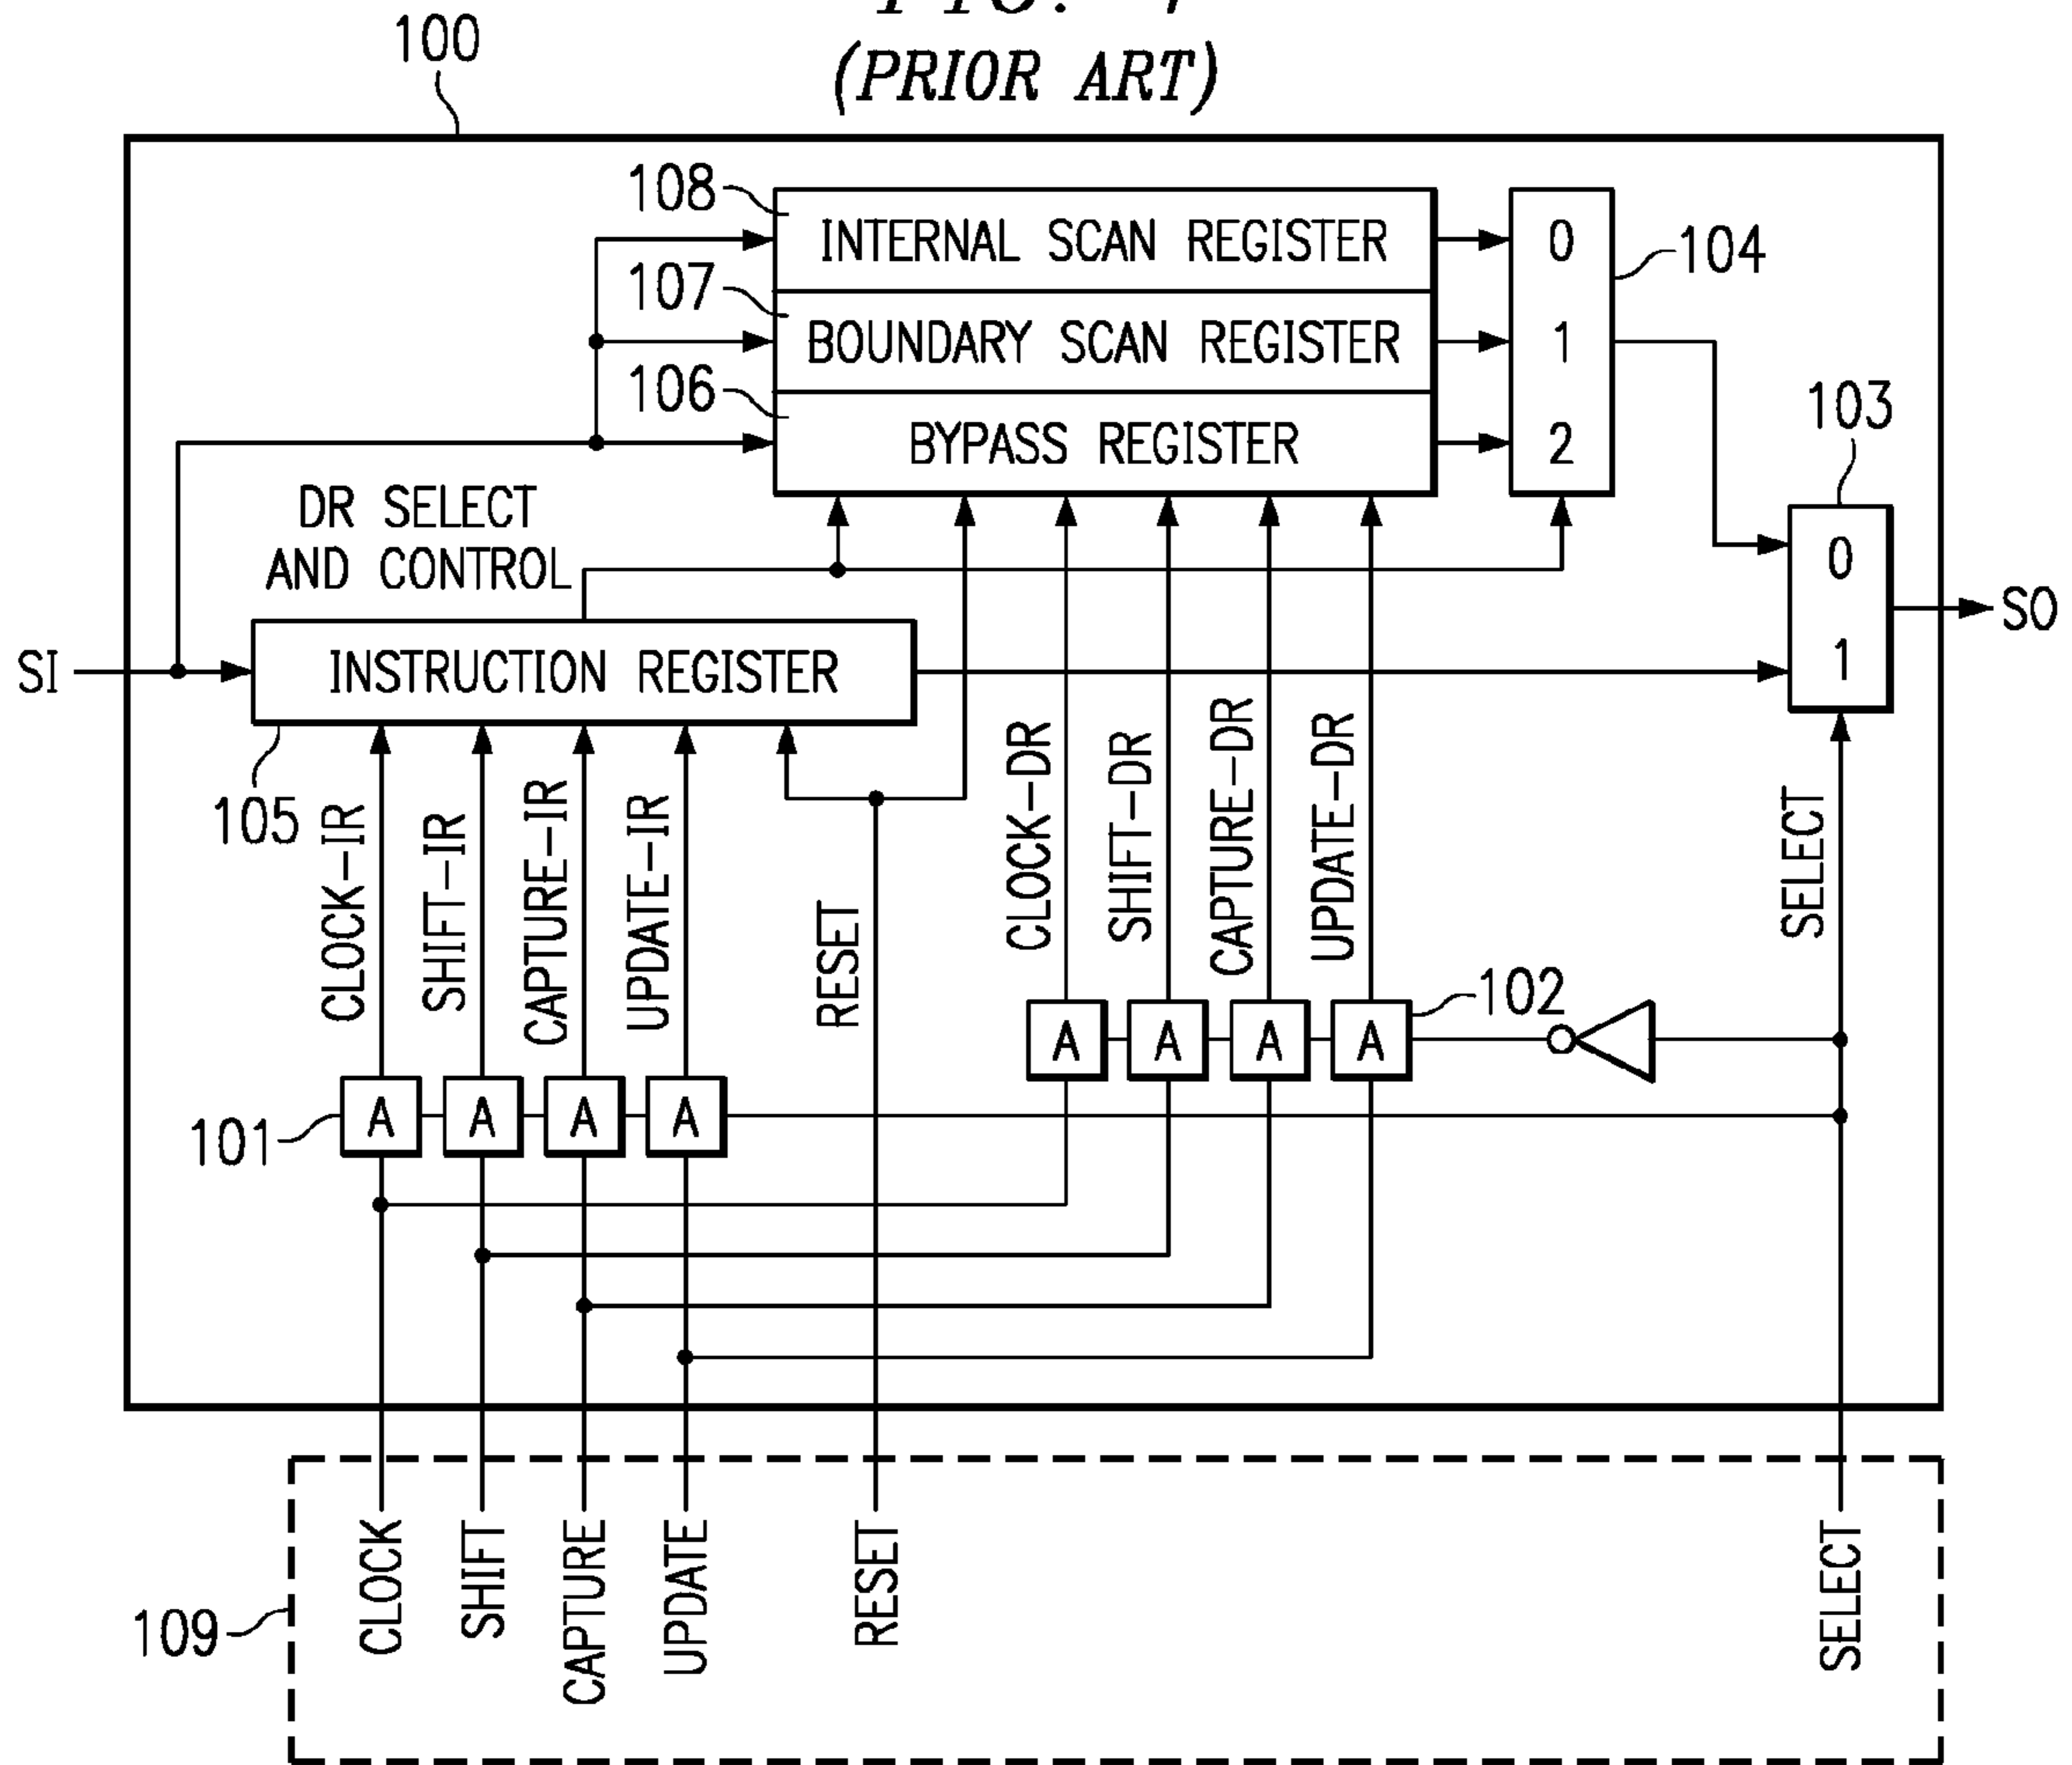 (PRIOR ART)
100
108
INTERNAL SCAN REGISTER
0
104
107
BOUNDARY SCAN REGISTER
1
106
BYPASS REGISTER
2
103
DR SELECT
AND CONTROL
0
SO
SI
INSTRUCTION REGISTER
1
105
CLOCK-IR
SHIFT-IR
CAPTURE-IR
UPDATE-IR
RESET
CLOCK-DR
SHIFT-DR
CAPTURE-DR
UPDATE-DR
SELECT
102
A
A
A
A
101
A
A
A
A
109
CLOCK
SHIFT
CAPTURE
UPDATE
RESET
SELECT